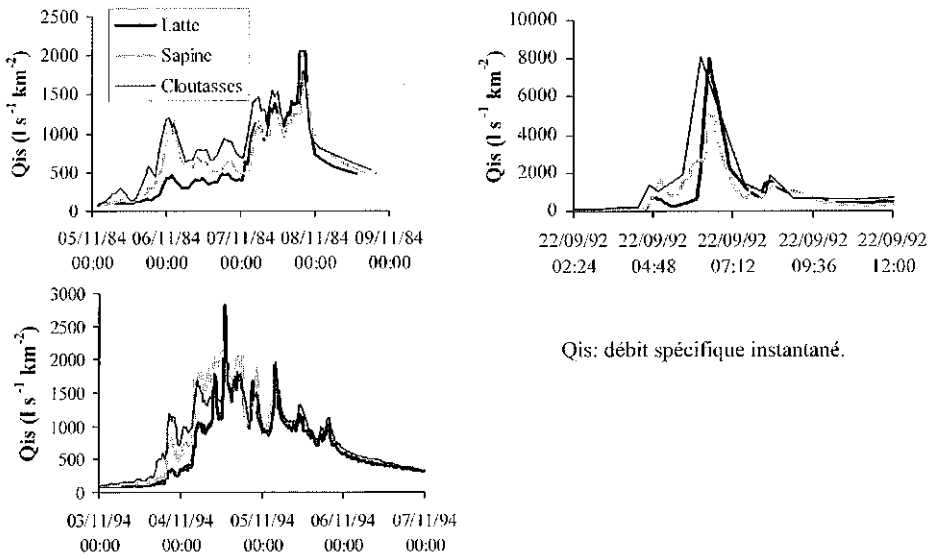 2500
2000
1500
1000
500
0
Qis (l s⁻¹ km⁻²)
Latte
Sapine
Cloutasses
05/11/84 06/11/84 07/11/84 08/11/84 09/11/84
00:00 00:00 00:00 00:00 00:00
10000
8000
6000
4000
2000
0
Qis (l s⁻¹ km⁻²)
22/09/92 22/09/92 22/09/92 22/09/92 22/09/92
02:24 04:48 07:12 09:36 12:00
3000
2500
2000
1500
1000
500
0
Qis (l s⁻¹ km⁻²)
03/11/94 04/11/94 05/11/94 06/11/94 07/11/94
00:00 00:00 00:00 00:00 00:00
Qis: débit spécifique instantané.